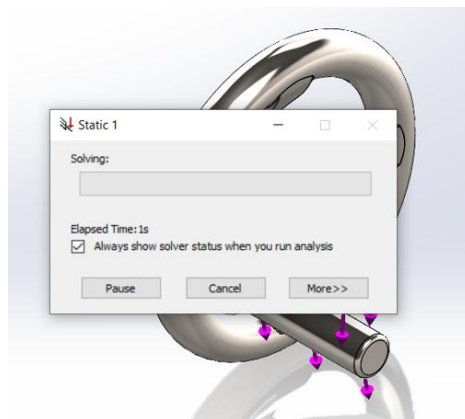 Static 1
Solving:
Elapsed Time: 1s
Always show solver status when you run analysis
Pause Cancel More>>